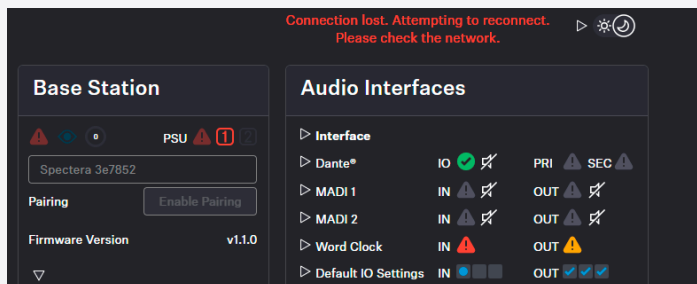 Connection lost. Attempting to reconnect.
Please check the network.
Base Station
0 PSU 1 2
Spectera 3e7852
Pairing Enable Pairing
Firmware Version v1.1.0
Audio Interfaces
Interface
Dante® IO PRI SEC
MADI 1 IN OUT
MADI 2 IN OUT
Word Clock IN OUT
Default IO Settings IN OUT